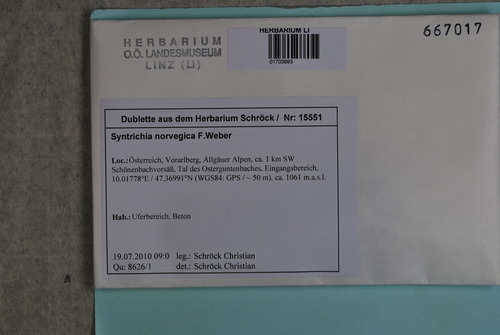 HERBARIUM
O.Ö. LANDESMUSEUM
LINZ (LI)
HERBARIUM LI
01703993
667017
Dublette aus dem Herbarium Schröck / Nr: 15551
Syntrichia norvegica F.Weber
Loc.:Österreich, Vorarlberg, Allgäuer Alpen, ca. 1 km SW
Schönenbachvorsäß, Tal des Osterguntenbaches, Eingangsbereich,
10.01778°E / 47.36991°N (WGS84: GPS / ~ 50 m), ca. 1061 m.a.s.l.
Hab.:Uferbereich, Beton
19.07.2010 09:0 leg.: Schröck Christian
Qu: 8626/1 det.: Schröck Christian